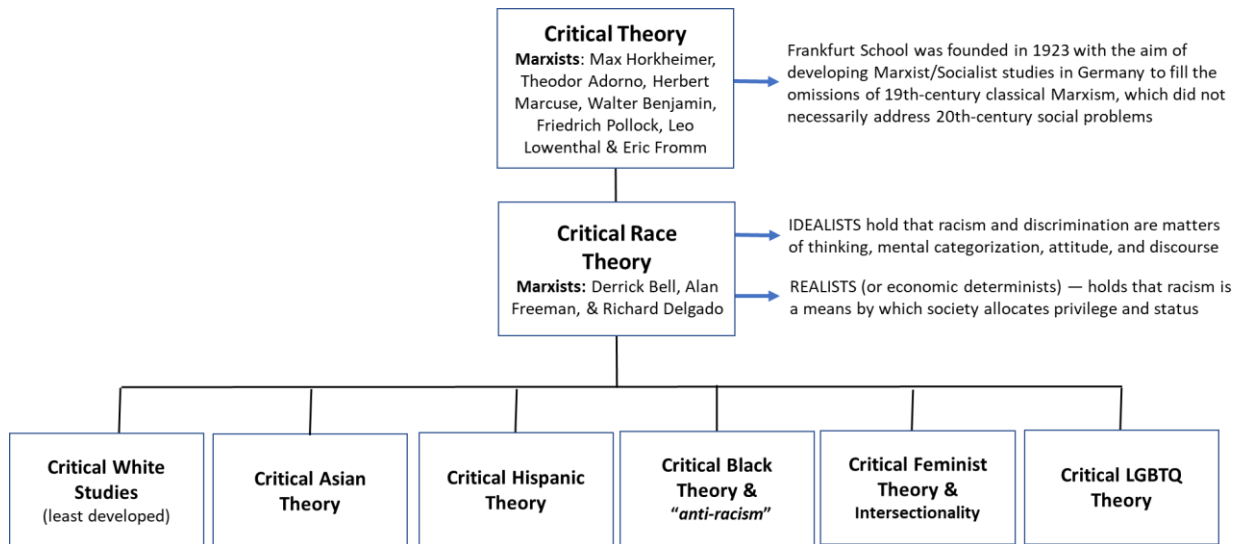 Critical Theory
Marxists: Max Horkheimer,
Theodor Adorno, Herbert
Marcuse, Walter Benjamin,
Friedrich Pollock, Leo
Lowenthal & Eric Fromm
Frankfurt School was founded in 1923 with the aim of
developing Marxist/Socialist studies in Germany to fill the
omissions of 19th-century classical Marxism, which did not
necessarily address 20th-century social problems
Critical Race
Theory
Marxists: Derrick Bell, Alan
Freeman, & Richard Delgado
IDEALISTS hold that racism and discrimination are matters
of thinking, mental categorization, attitude, and discourse
REALISTS (or economic determinists) — holds that racism is
a means by which society allocates privilege and status
Critical White
Studies
(least developed)
Critical Asian
Theory
Critical Hispanic
Theory
Critical Black
Theory &
“anti-racism”
Critical Feminist
Theory &
Intersectionality
Critical LGBTQ
Theory